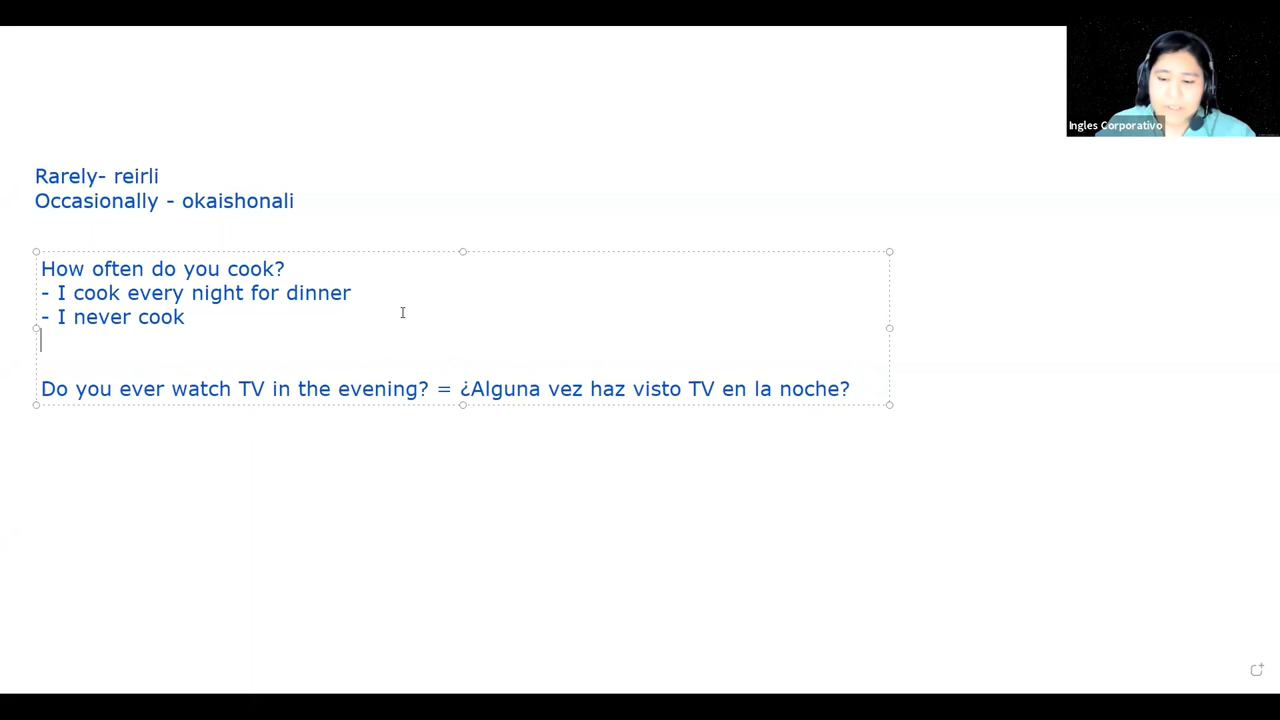 Ingles Corporativo
Rarely- reirli
Occasionally - okaishonali
How often do you cook?
- I cook every night for dinner
- I never cook
Do you ever watch TV in the evening? = ¿Alguna vez haz visto TV en la noche?